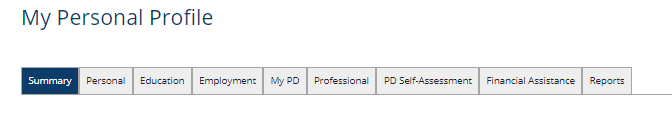 My Personal Profile
Summary Personal Education Employment My PD Professional PD Self-Assessment Financial Assistance Reports